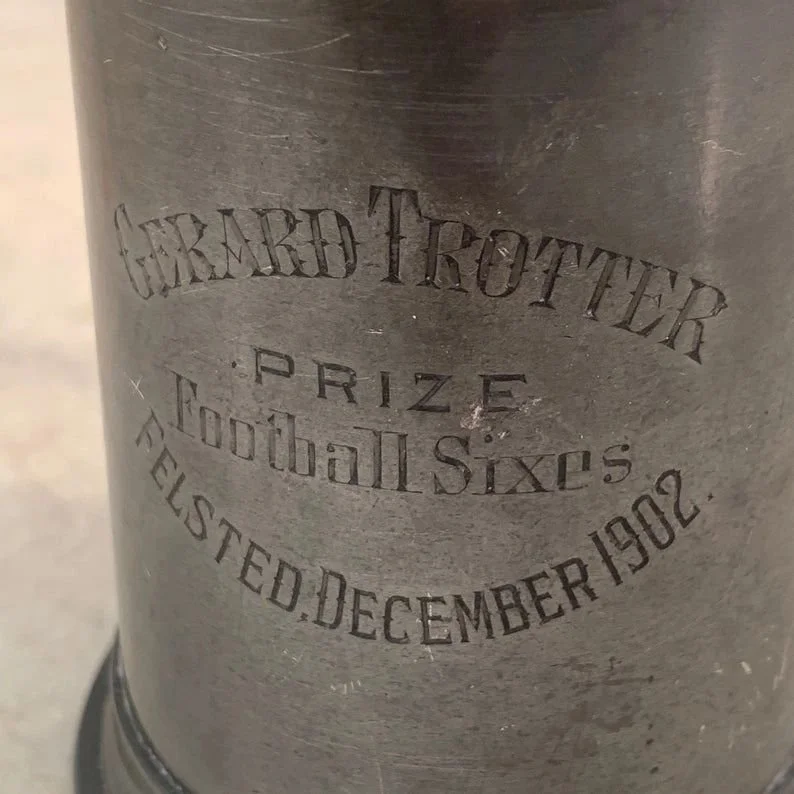 GERARD TROTTER
PRIZE
Football Sixes
FELSTED, DECEMBER 1902.